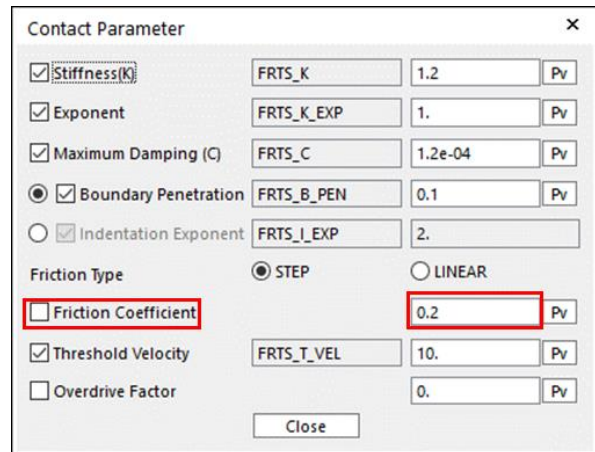 Contact Parameter ×
Stiffness(K) FRTS_K 1.2 Pv
Exponent FRTS_K_EXP 1. Pv
Maximum Damping (C) FRTS_C 1.2e-04 Pv
Boundary Penetration FRTS_B_PEN 0.1 Pv
Indentation Exponent FRTS_I_EXP 2.
Friction Type STEP LINEAR
Friction Coefficient 0.2 Pv
Threshold Velocity FRTS_T_VEL 10. Pv
Overdrive Factor 0. Pv
Close